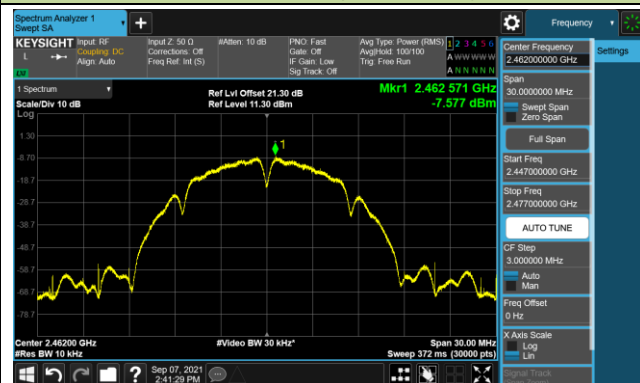 Spectrum Analyzer 1
Swept SA
Frequency
KEYSIGHT
Input: RF
Coupling: DC
Align: Auto
Input Z: 50 Ω
Corrections: Off
Freq Ref: Int (S)
#Atten: 10 dB
PNO: Fast
Gate: Off
IF Gain: Low
Sig Track: Off
Avg Type: Power (RMS)
Avg|Hold: 100/100
Trig: Free Run
1 2 3 4 5 6
A W W W W W
A N N N N N
L
LXI
Center Frequency
2.462000000 GHz
Settings
Span
30.0000000 MHz
Swept Span
Zero Span
Full Span
Start Freq
2.447000000 GHz
Stop Freq
2.477000000 GHz
AUTO TUNE
CF Step
3.000000 MHz
Auto
Man
Freq Offset
0 Hz
X Axis Scale
Log
Lin
Signal Track
1 Spectrum
Scale/Div 10 dB
Log
Ref Lvl Offset 21.30 dB
Ref Level 11.30 dBm
Mkr1 2.462 571 GHz
-7.577 dBm
1
1.30
-8.70
-18.7
-28.7
-38.7
-48.7
-58.7
-68.7
-78.7
Center 2.46200 GHz
#Res BW 10 kHz
#Video BW 30 kHz*
Span 30.00 MHz
Sweep 372 ms (30000 pts)
Sep 07, 2021
2:41:29 PM